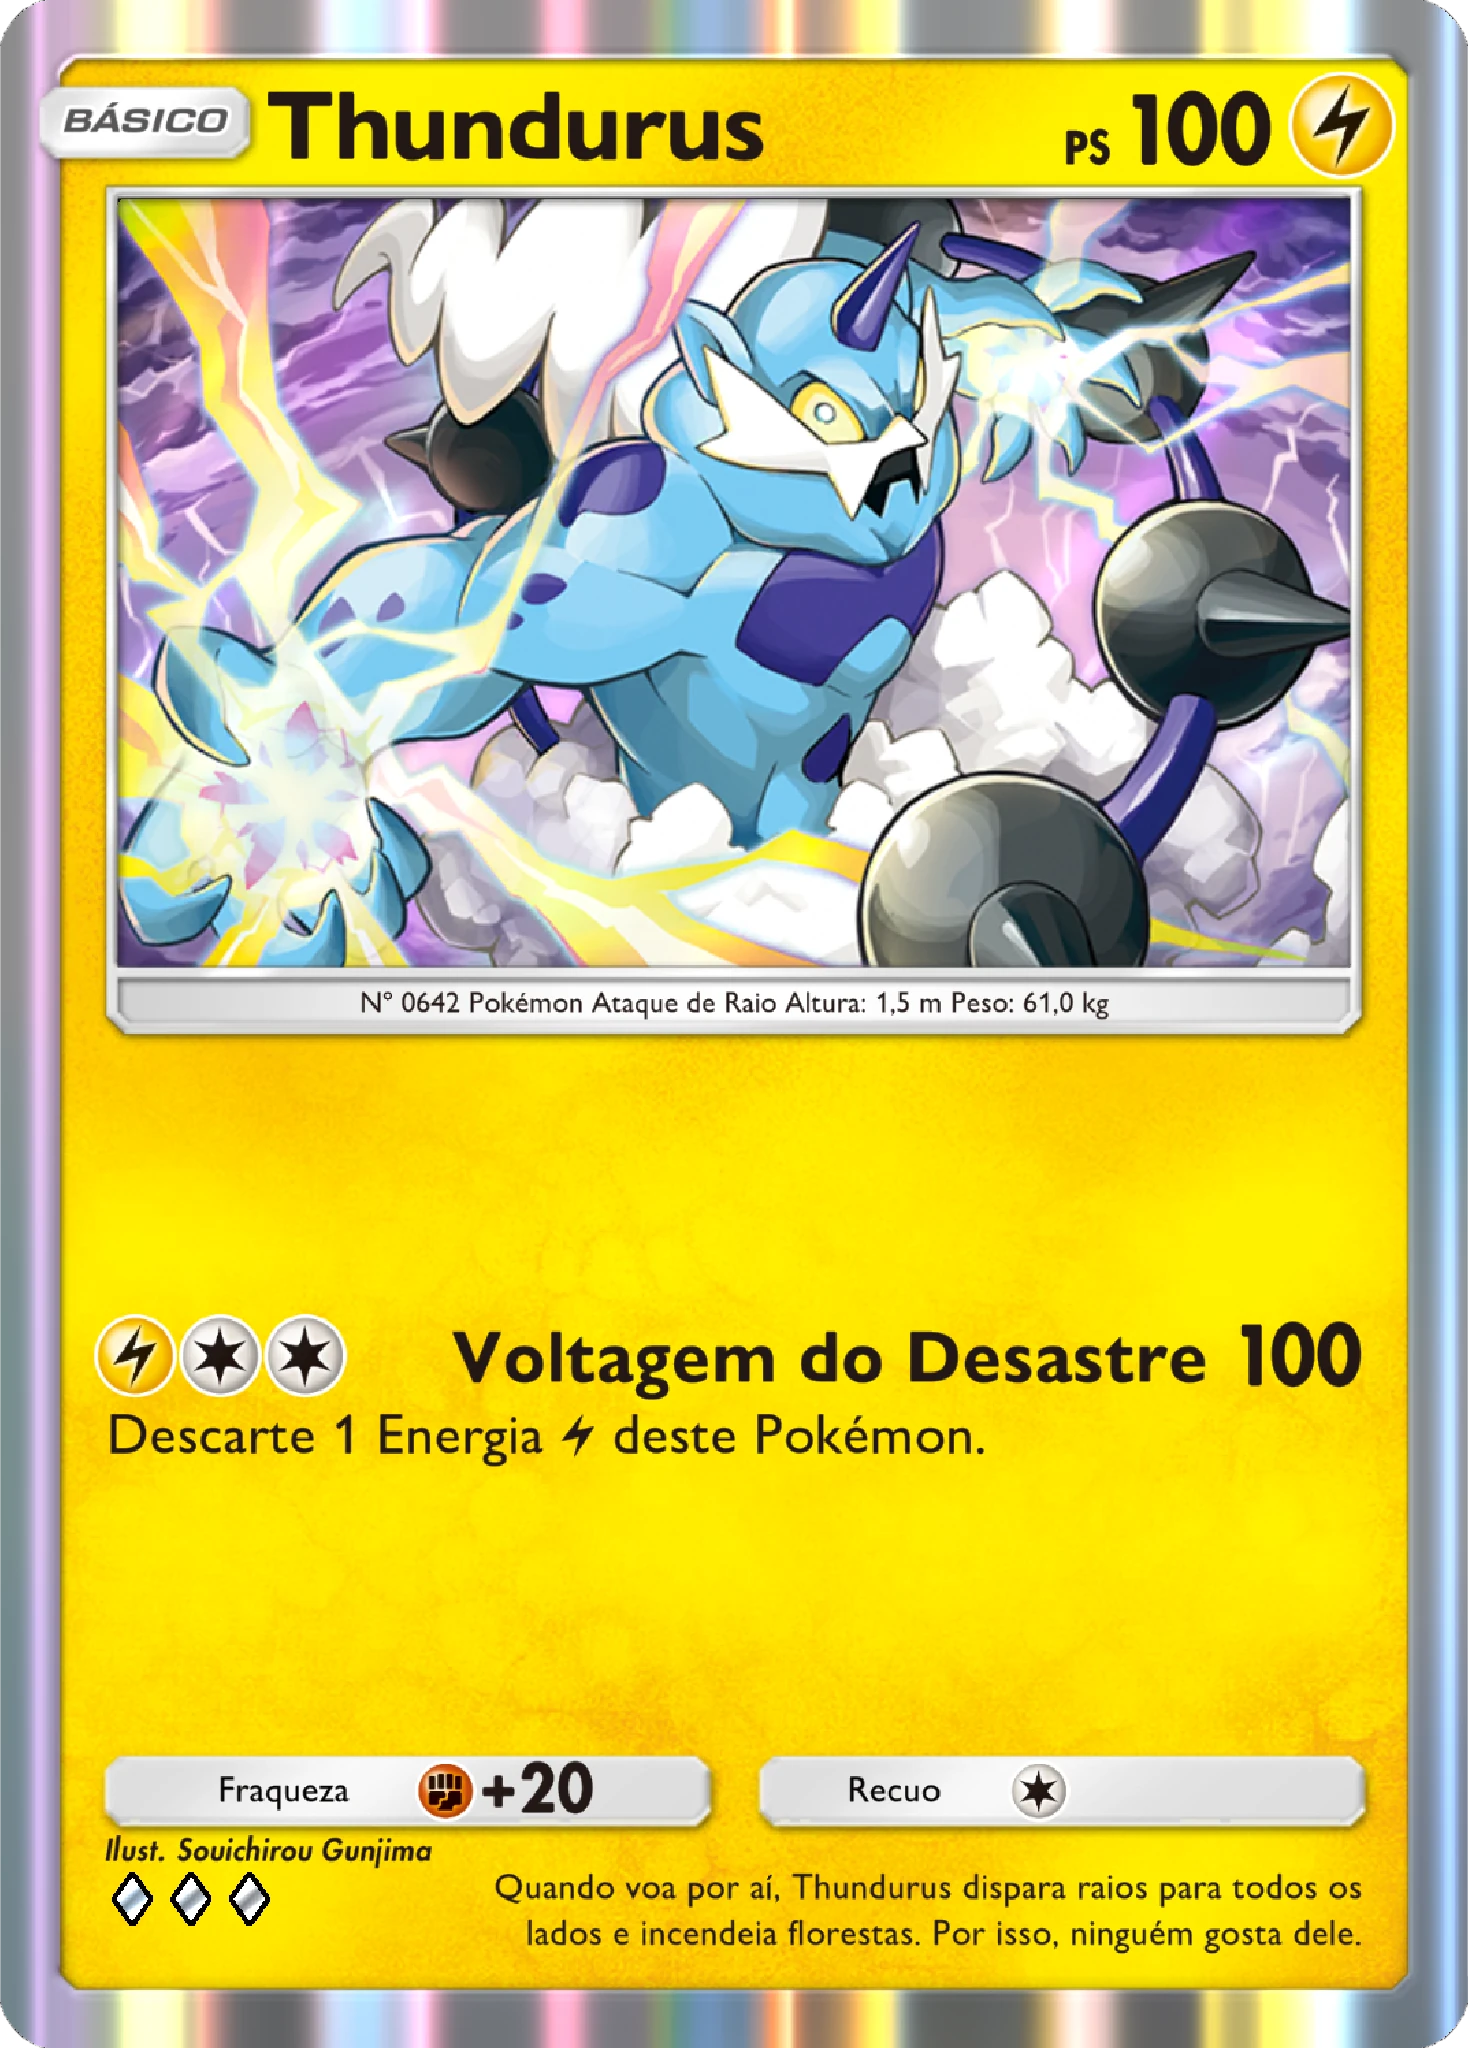 BÁSICO Thundurus PS 100
Nº 0642 Pokémon Ataque de Raio Altura: 1,5 m Peso: 61,0 kg
Voltagem do Desastre 100
Descarte 1 Energia deste Pokémon.
Fraqueza +20 Recuo
Ilust. Souichirou Gunjima
Quando voa por aí, Thundurus dispara raios para todos os
lados e incendeia florestas. Por isso, ninguém gosta dele.